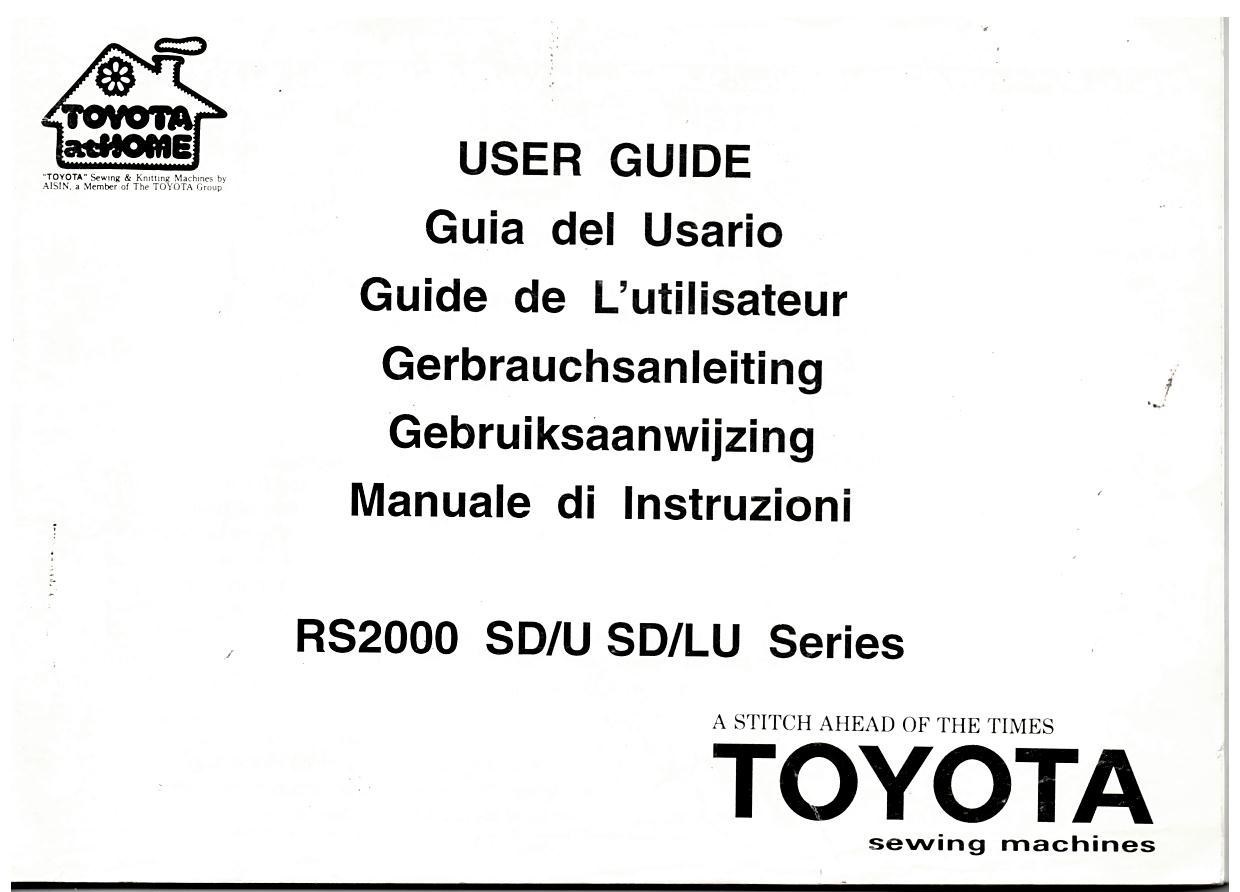 TOYOTA
atHOME
"TOYOTA" Sewing & Knitting Machines by
AISIN, a Member of The TOYOTA Group
USER GUIDE
Guia del Usario
Guide de L'utilisateur
Gerbrauchsanleiting
Gebruiksaanwijzing
Manuale di Instruzioni
RS2000 SD/U SD/LU Series
A STITCH AHEAD OF THE TIMES
TOYOTA
sewing machines